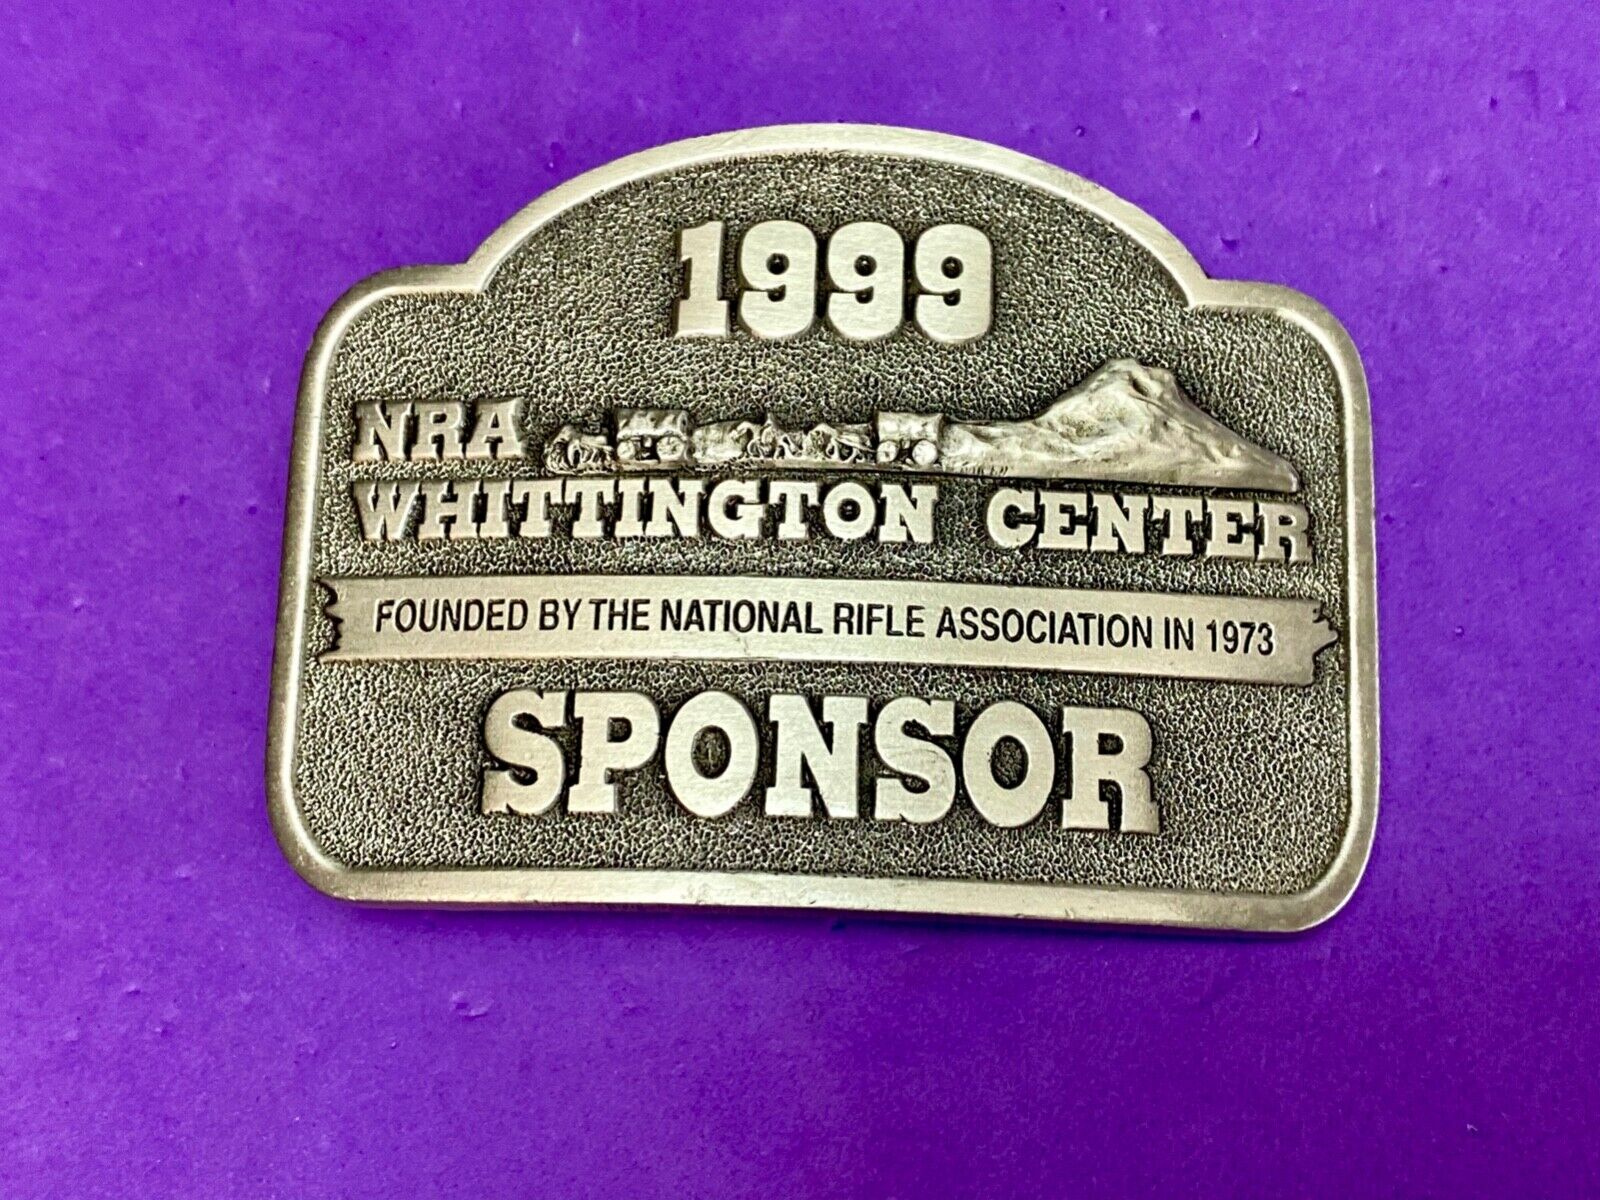 1999
NRA
WHITTINGTON CENTER
FOUNDED BY THE NATIONAL RIFLE ASSOCIATION IN 1973
SPONSOR